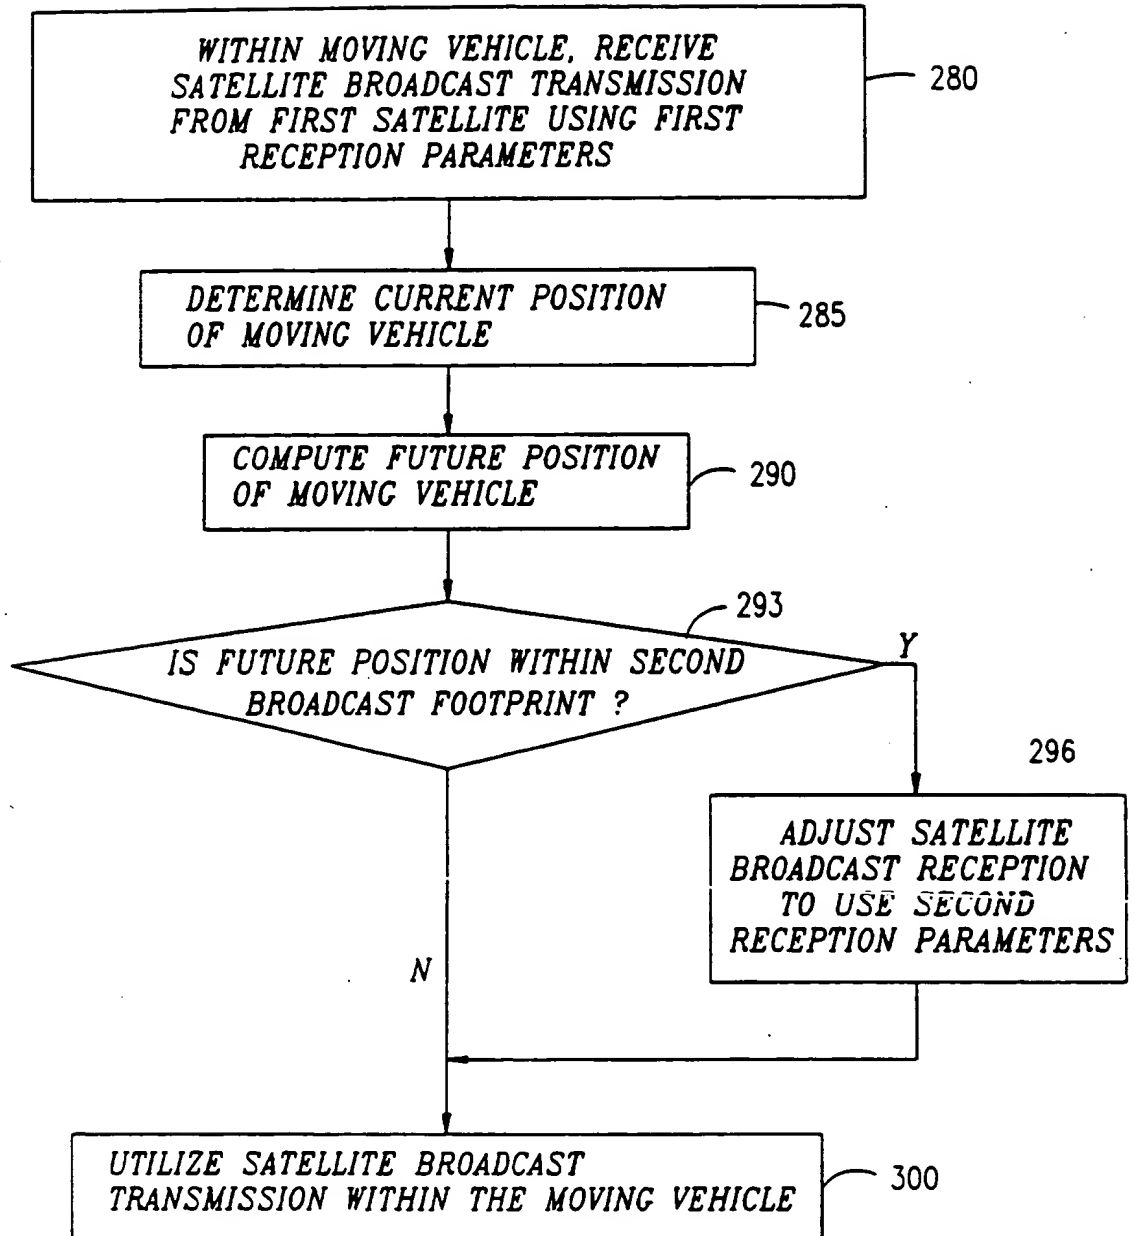 WITHIN MOVING VEHICLE, RECEIVE
SATELLITE BROADCAST TRANSMISSION
FROM FIRST SATELLITE USING FIRST
RECEPTION PARAMETERS
280
DETERMINE CURRENT POSITION
OF MOVING VEHICLE
285
COMPUTE FUTURE POSITION
OF MOVING VEHICLE
290
293
IS FUTURE POSITION WITHIN SECOND
BROADCAST FOOTPRINT ?
Y
296
ADJUST SATELLITE
BROADCAST RECEPTION
TO USE SECOND
RECEPTION PARAMETERS
N
UTILIZE SATELLITE BROADCAST
TRANSMISSION WITHIN THE MOVING VEHICLE
300